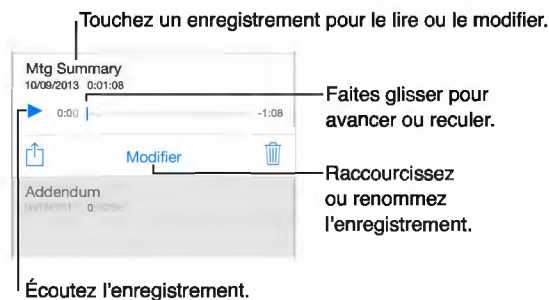 Touchez un enregistrement pour le lire ou le modifier.
Mtg Summary
10/09/2013 0:01:08
0:00
-1:08
Faites glisser pour
avancer ou reculer.
Modifier
Raccourcissez
ou renommez
l'enregistrement.
Addendum
Écoutez l'enregistrement.